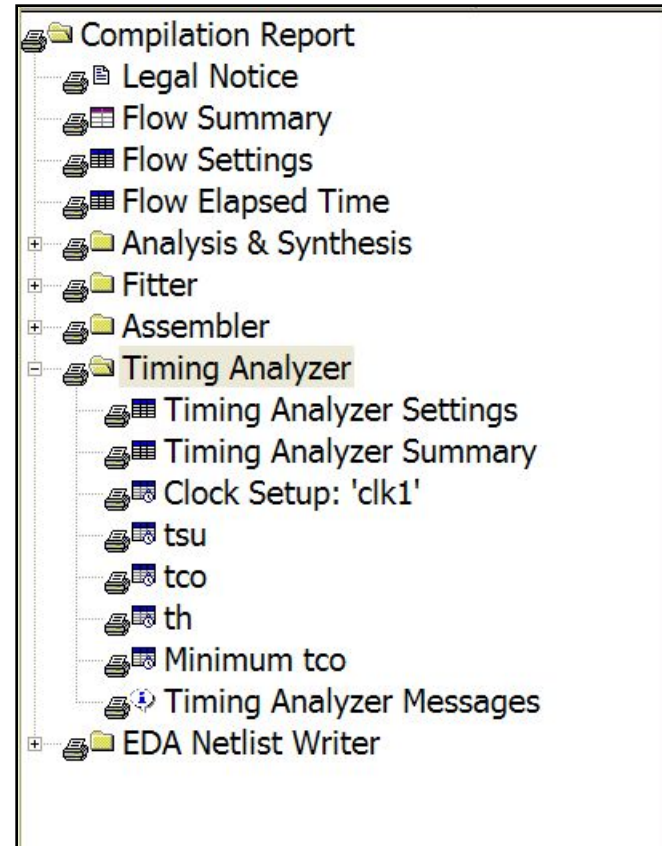 Compilation Report
Legal Notice
Flow Summary
Flow Settings
Flow Elapsed Time
Analysis & Synthesis
Fitter
Assembler
Timing Analyzer
Timing Analyzer Settings
Timing Analyzer Summary
Clock Setup: 'clk1'
tsu
tco
th
Minimum tco
Timing Analyzer Messages
EDA Netlist Writer